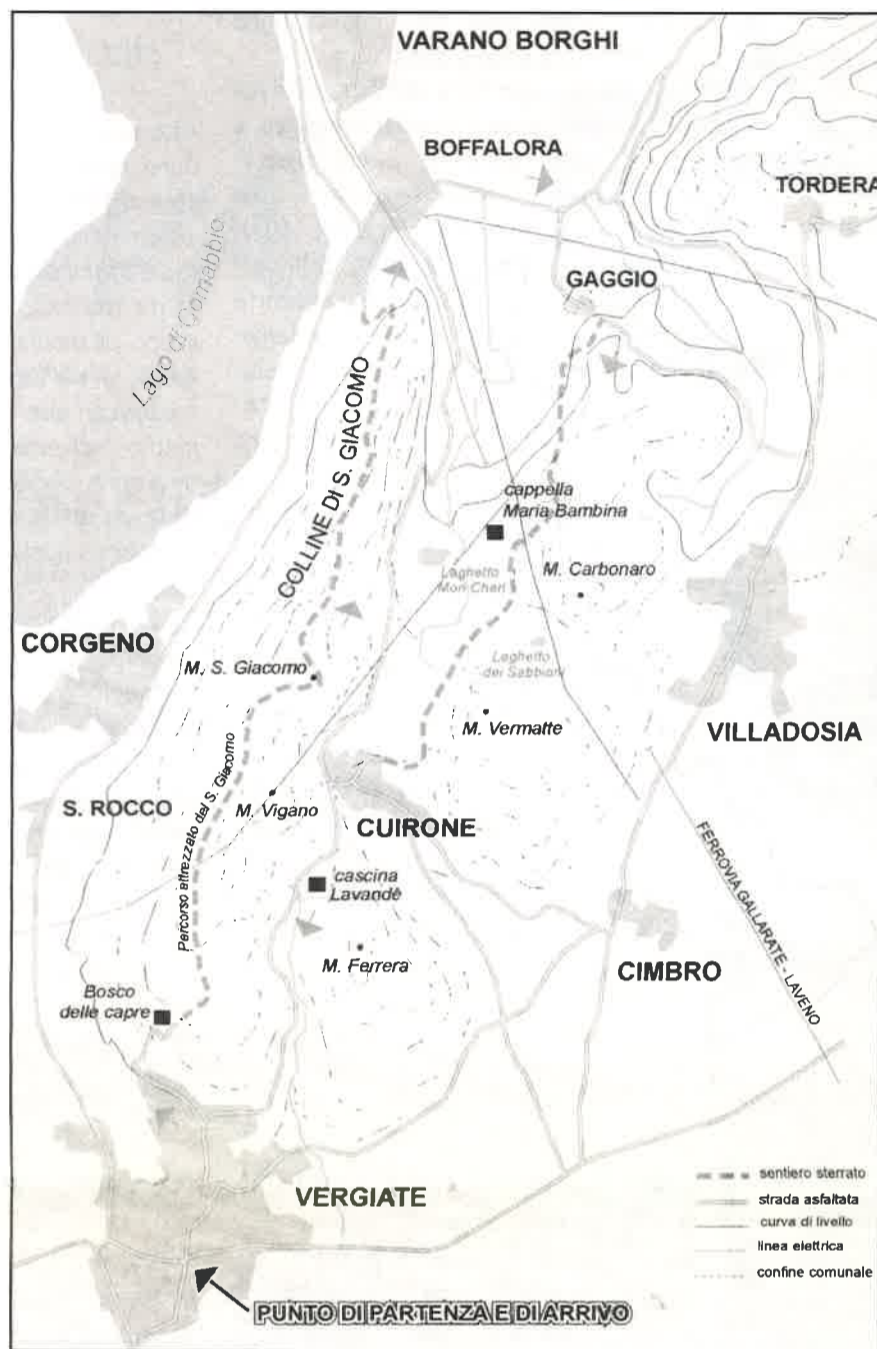 VARANO BORGHI
BOFFALORA
TORDERA
Lago di Comabbio
GAGGIO
COLLINE DI S. GIACOMO
cappella
Maria Bambina
Laghetto
Mon Cheri
M. Carbonaro
CORGENO
M. S. Giacomo
Laghetto
dei Sabbioni
M. Vermatte
VILLADOSIA
S. ROCCO
Percorso attrezzato del S. Giacomo
M. Vigano
CUIRONE
cascina
Lavandè
FERROVIA GALLARATE - LAVENO
M. Ferrera
CIMBRO
Bosco
delle capre
VERGIATE
sentiero sterrato
strada asfaltata
curva di livello
linea elettrica
confine comunale
PUNTO DI PARTENZA E DI ARRIVO